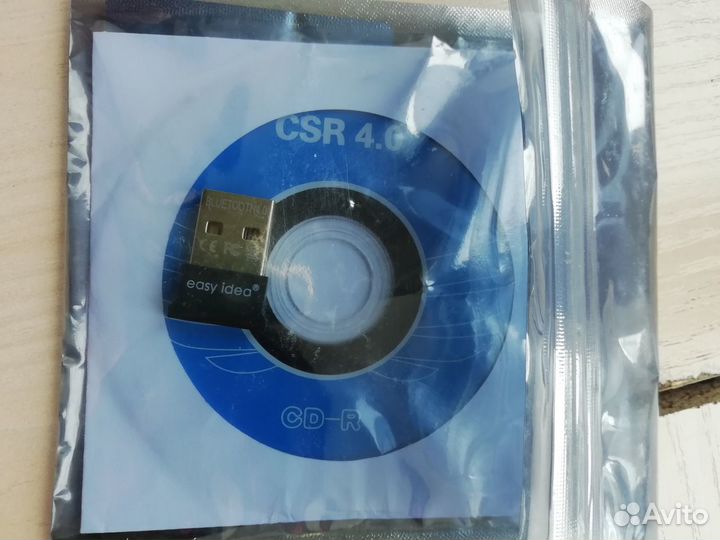 CSR 4.0
BLUETOOTH4.0
CE FC
easy idea®
CD-R
Avito